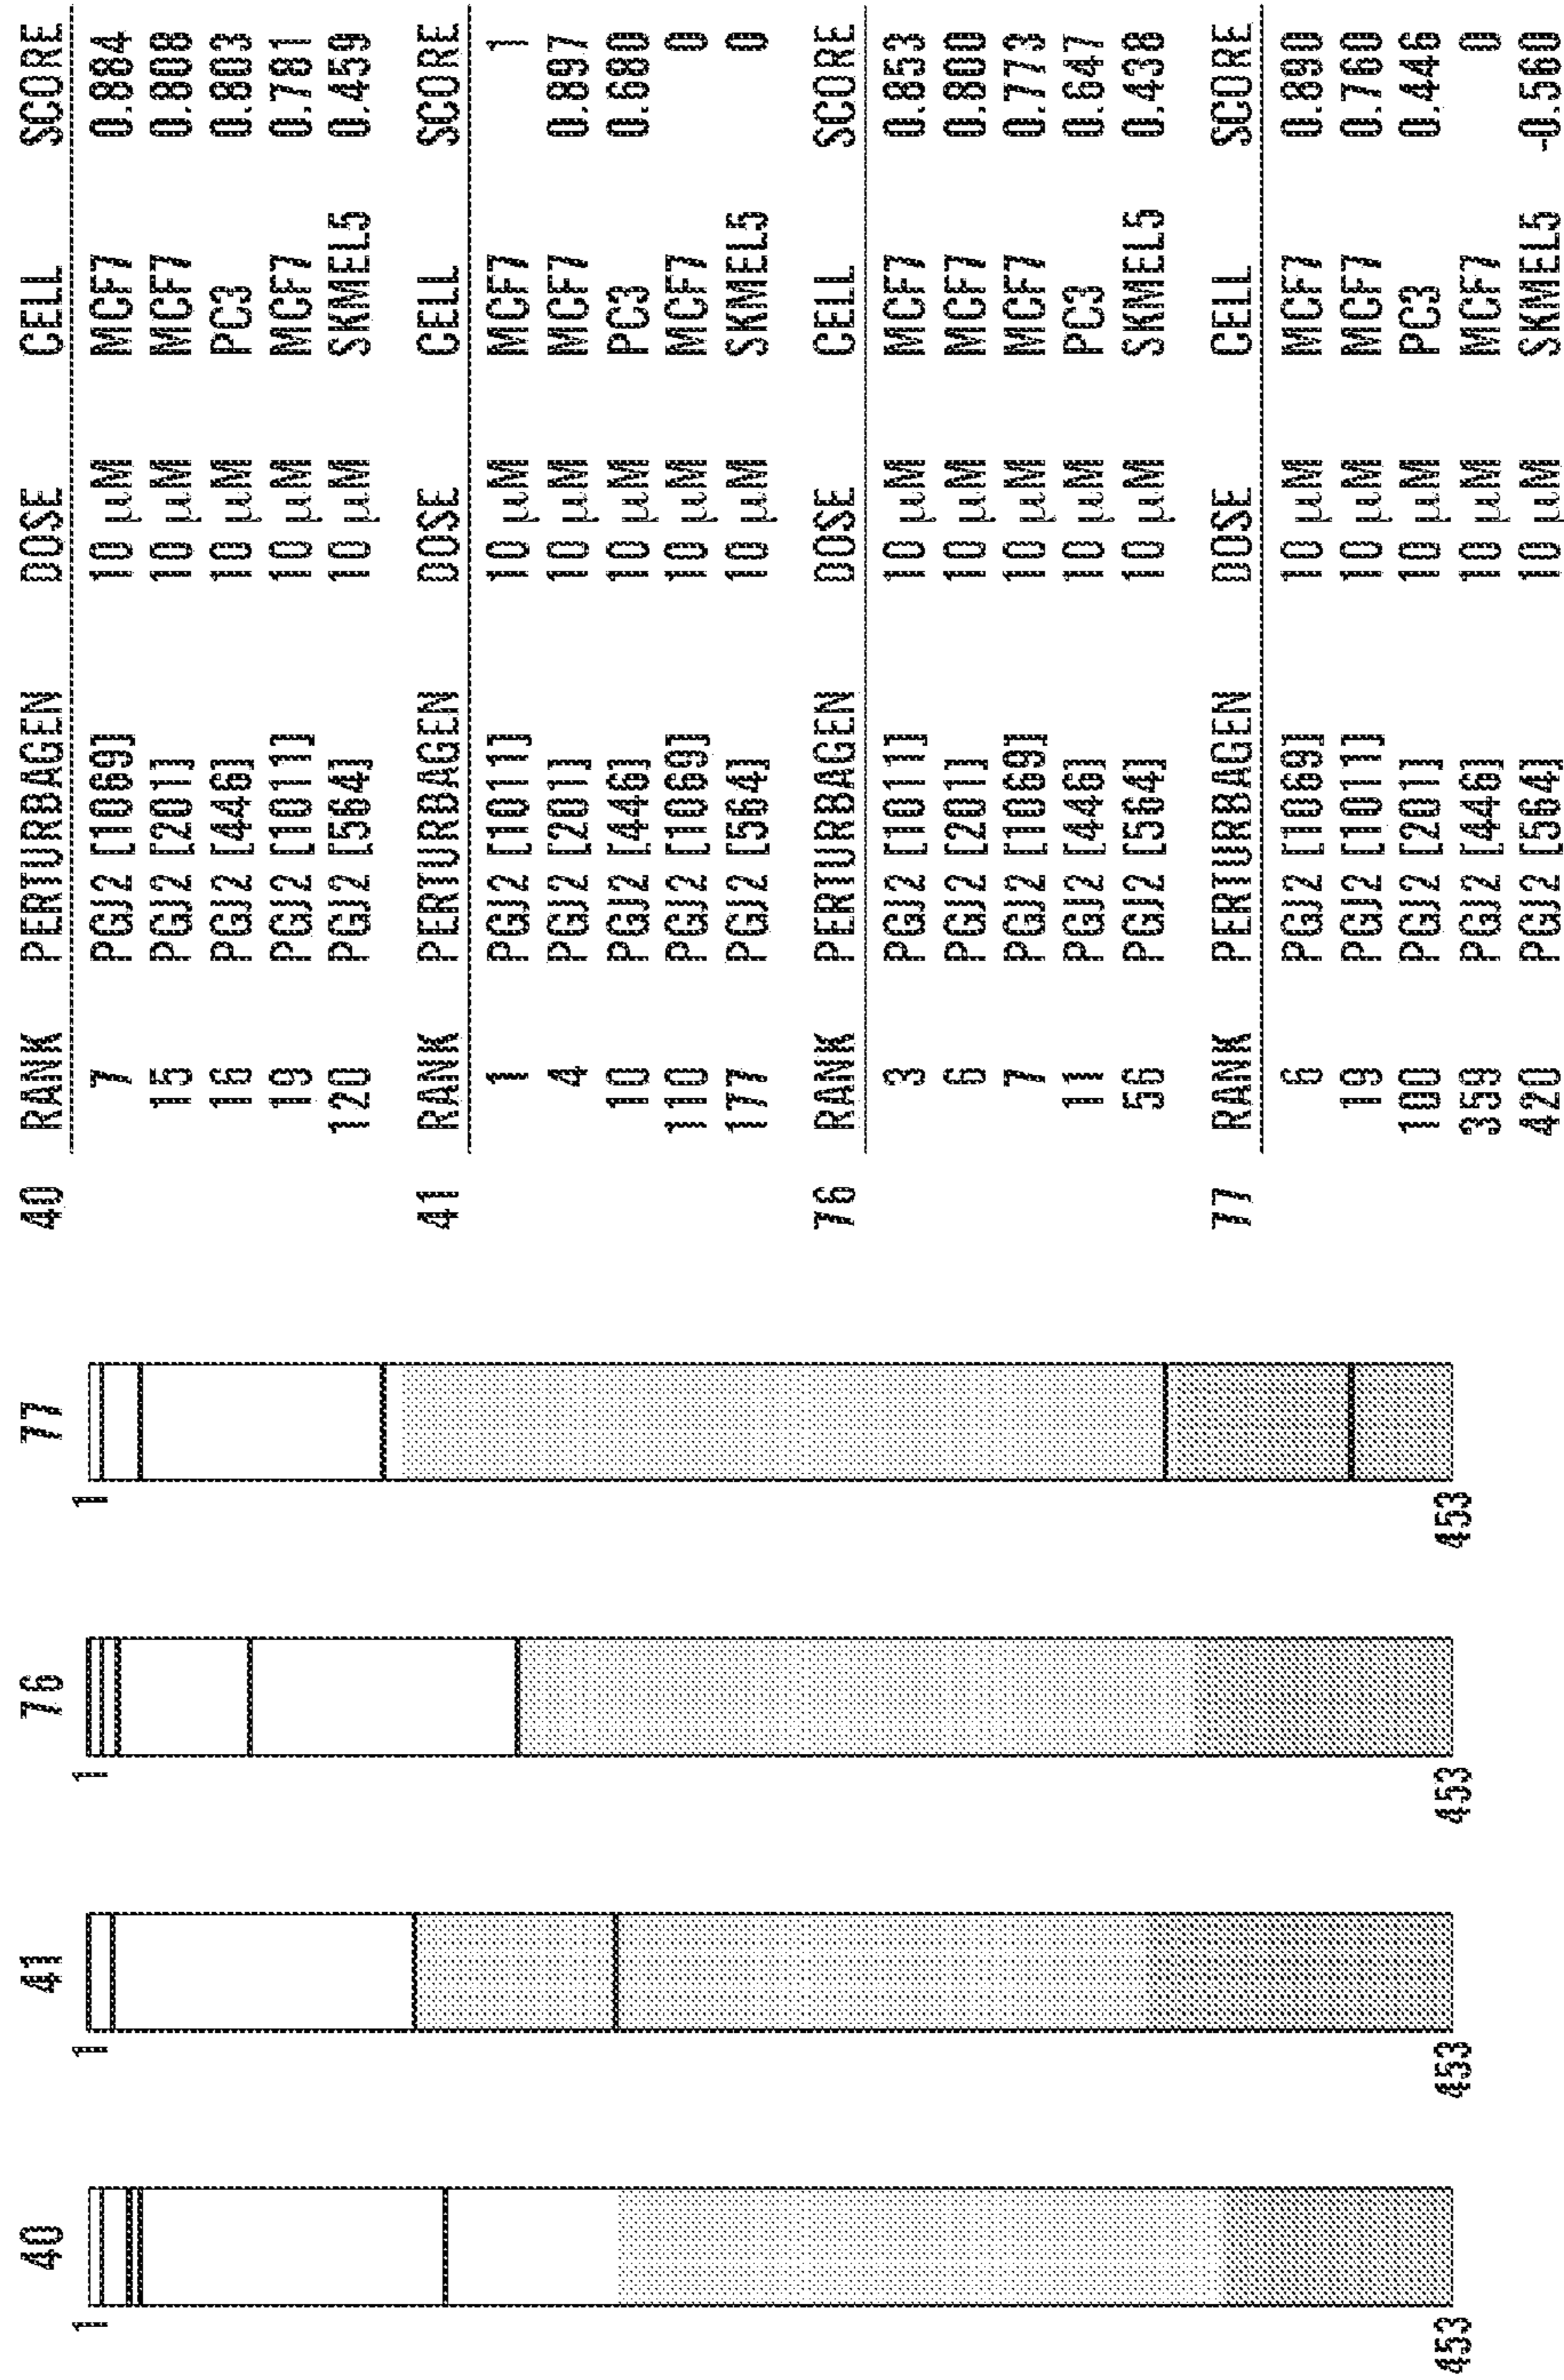 40 41 76 77
1 1 1 1
453 453 453 453
40 RANK PERTURBAGEN DOSE CELL SCORE
7 PGJ2 [1069] 10 µM MCF7 0.884
15 PGJ2 [201] 10 µM MCF7 0.808
16 PGJ2 [446] 10 µM PC3 0.803
19 PGJ2 [1011] 10 µM MCF7 0.781
120 PGJ2 [564] 10 µM SKMEL5 0.459
41 RANK PERTURBAGEN DOSE CELL SCORE
1 PGJ2 [1011] 10 µM MCF7 1
4 PGJ2 [201] 10 µM MCF7 0.897
10 PGJ2 [446] 10 µM PC3 0.680
110 PGJ2 [1069] 10 µM MCF7 0
177 PGJ2 [564] 10 µM SKMEL5 0
76 RANK PERTURBAGEN DOSE CELL SCORE
3 PGJ2 [1011] 10 µM MCF7 0.853
6 PGJ2 [201] 10 µM MCF7 0.800
7 PGJ2 [1069] 10 µM MCF7 0.773
11 PGJ2 [446] 10 µM PC3 0.647
56 PGJ2 [564] 10 µM SKMEL5 0.438
77 RANK PERTURBAGEN DOSE CELL SCORE
6 PGJ2 [1069] 10 µM MCF7 0.890
19 PGJ2 [1011] 10 µM MCF7 0.760
100 PGJ2 [201] 10 µM PC3 0.446
359 PGJ2 [446] 10 µM MCF7 0
420 PGJ2 [564] 10 µM SKMEL5 -0.560